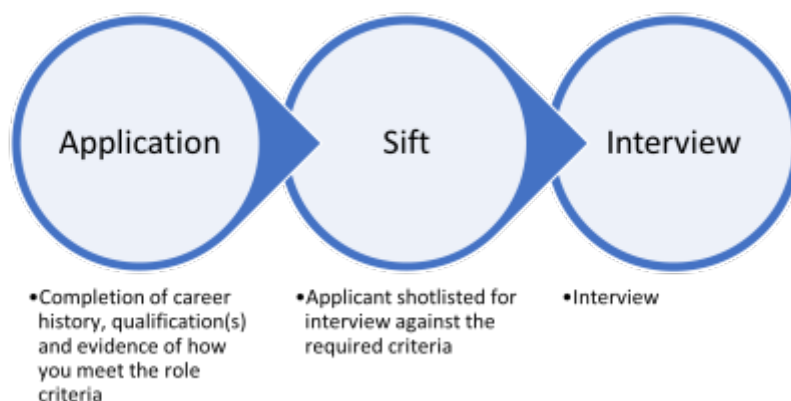 Application
Sift
Interview
•Completion of career
history, qualification(s)
and evidence of how
you meet the role
criteria
•Applicant shotlisted for
interview against the
required criteria
•Interview